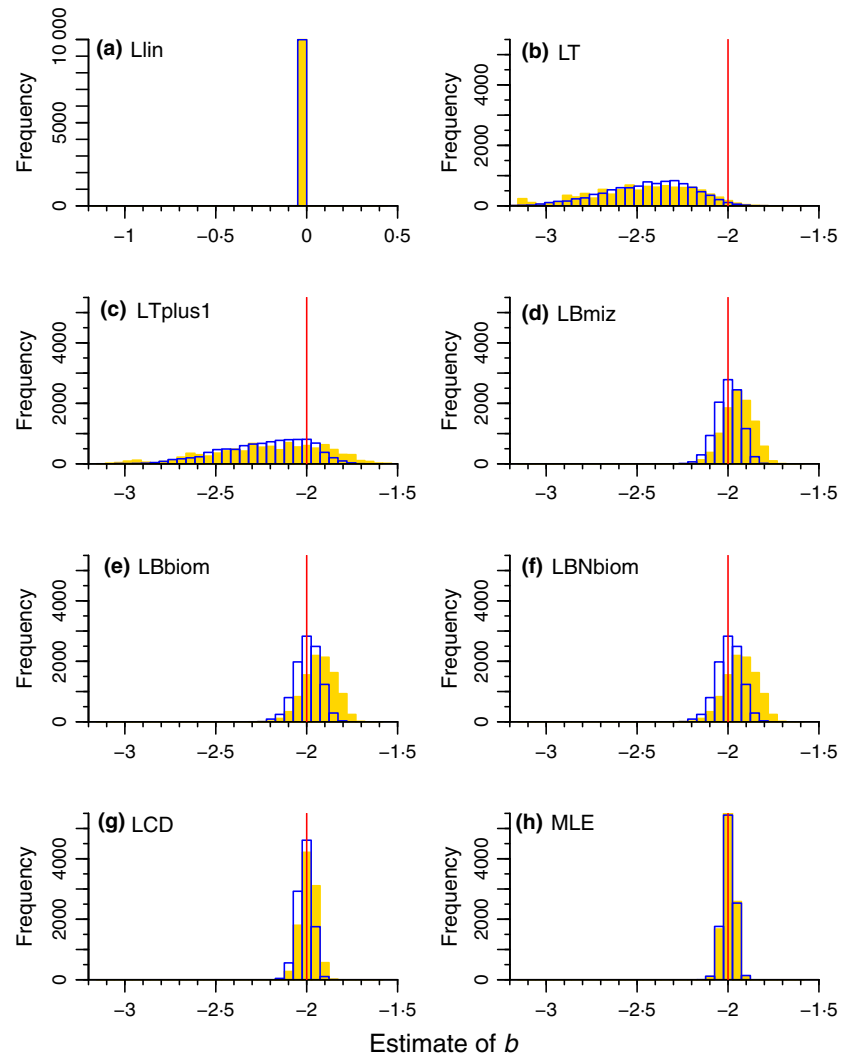 (a) Llin
Frequency
0 5000 10 000
−1 −0·5 0 0·5
(b) LT
Frequency
0 2000 4000
−3 −2·5 −2 −1·5
(c) LTplus1
Frequency
0 2000 4000
−3 −2·5 −2 −1·5
(d) LBmiz
Frequency
0 2000 4000
−3 −2·5 −2 −1·5
(e) LBbiom
Frequency
0 2000 4000
−3 −2·5 −2 −1·5
(f) LBNbiom
Frequency
0 2000 4000
−3 −2·5 −2 −1·5
(g) LCD
Frequency
0 2000 4000
−3 −2·5 −2 −1·5
(h) MLE
Frequency
0 2000 4000
−3 −2·5 −2 −1·5
Estimate of b